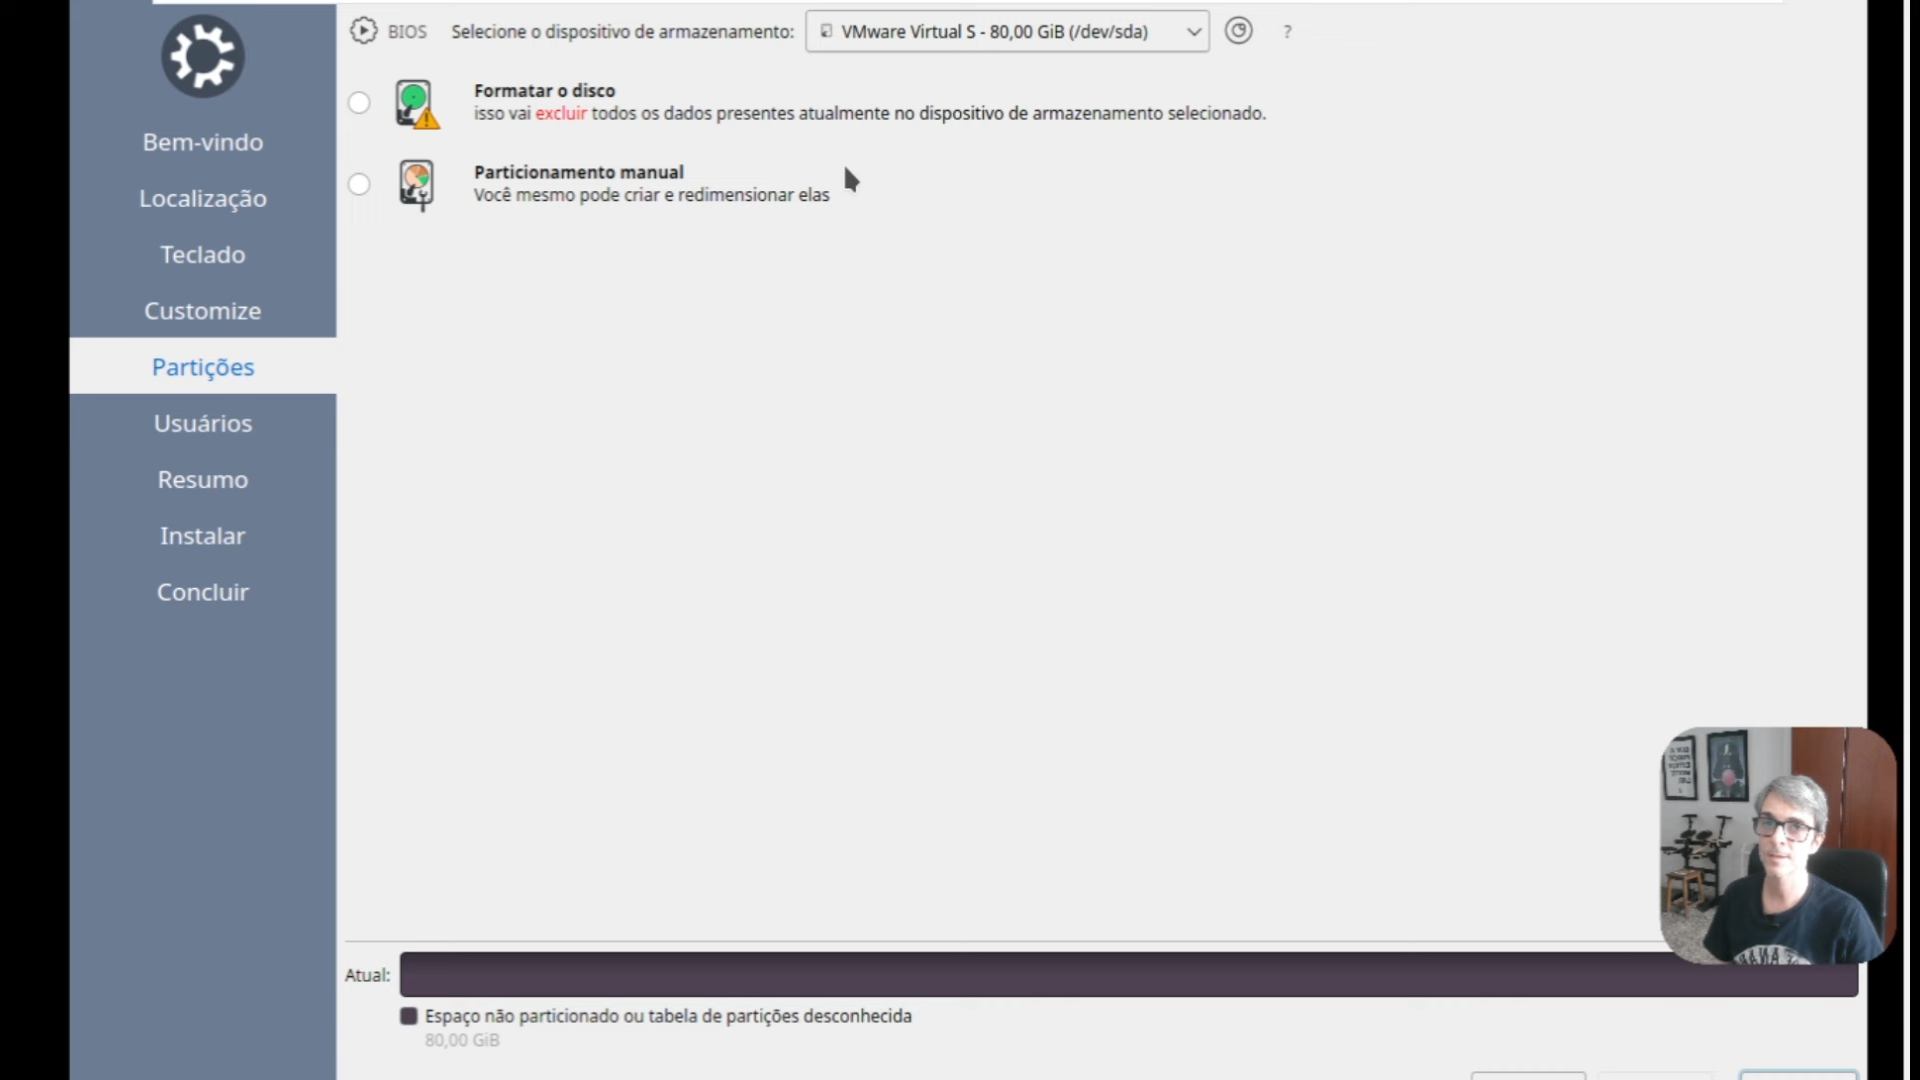 BIOS Selecione o dispositivo de armazenamento: VMware Virtual S - 80,00 GiB (/dev/sda) ?
Formatar o disco
isso vai excluir todos os dados presentes atualmente no dispositivo de armazenamento selecionado.
Particionamento manual
Você mesmo pode criar e redimensionar elas
Bem-vindo
Localização
Teclado
Customize
Partições
Usuários
Resumo
Instalar
Concluir
Atual:
Espaço não particionado ou tabela de partições desconhecida
80,00 GiB